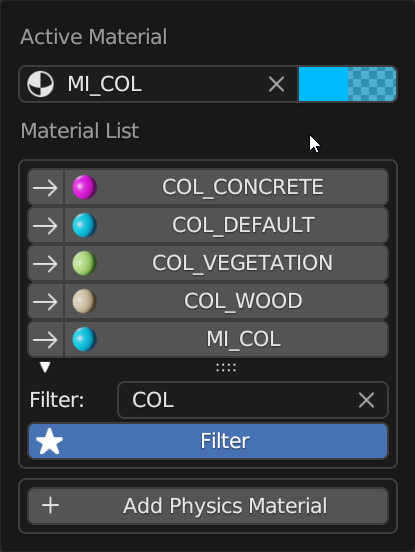 Active Material
MI_COL
Material List
COL_CONCRETE
COL_DEFAULT
COL_VEGETATION
COL_WOOD
MI_COL
Filter: COL
Filter
Add Physics Material